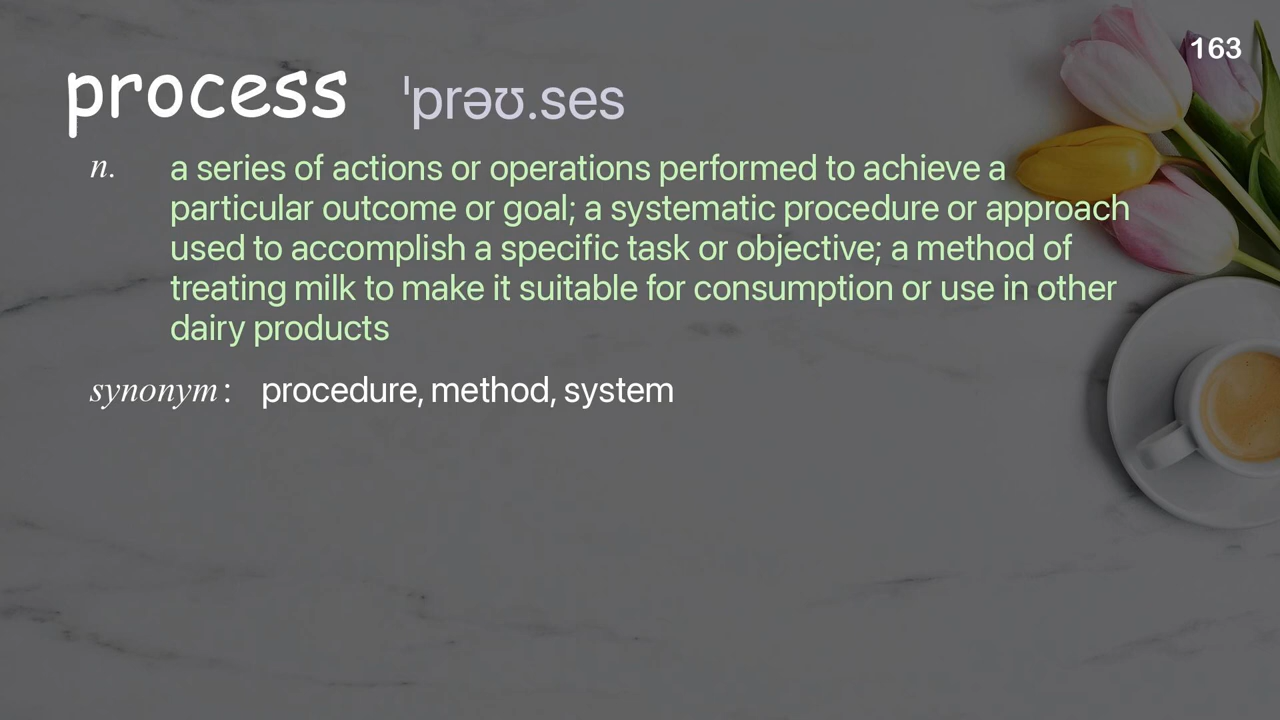 163
process ˈprəʊ.ses
n. a series of actions or operations performed to achieve a
particular outcome or goal; a systematic procedure or approach
used to accomplish a specific task or objective; a method of
treating milk to make it suitable for consumption or use in other
dairy products
synonym: procedure, method, system